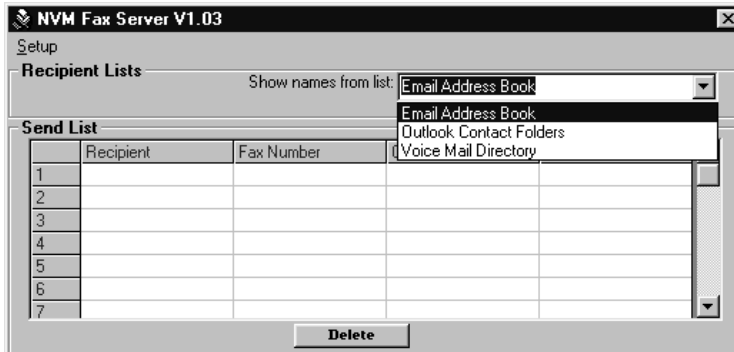 NVM Fax Server V1.03
Setup
Recipient Lists
Show names from list: Email Address Book
Email Address Book
Outlook Contact Folders
Voice Mail Directory
Send List
Recipient Fax Number
1
2
3
4
5
6
7
Delete